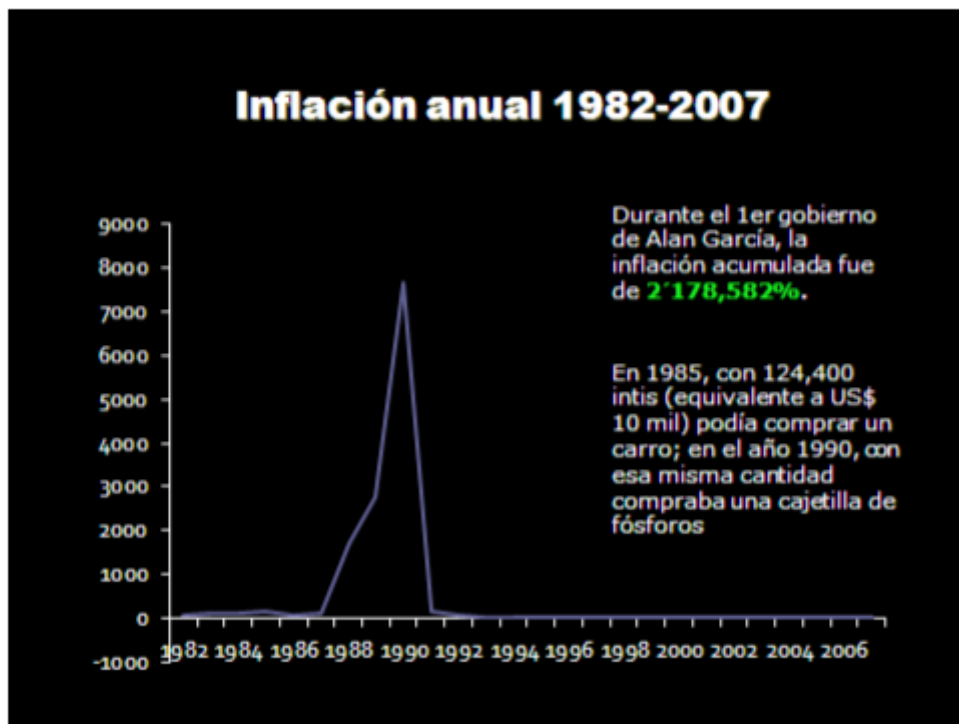 Inflación anual 1982-2007
Durante el 1er gobierno
de Alan García, la
inflación acumulada fue
de 2´178,582%.
En 1985, con 124,400
intis (equivalente a US$
10 mil) podía comprar un
carro; en el año 1990, con
esa misma cantidad
compraba una cajetilla de
fósforos
9000
8000
7000
6000
5000
4000
3000
2000
1000
0
-1000
1982 1984 1986 1988 1990 1992 1994 1996 1998 2000 2002 2004 2006